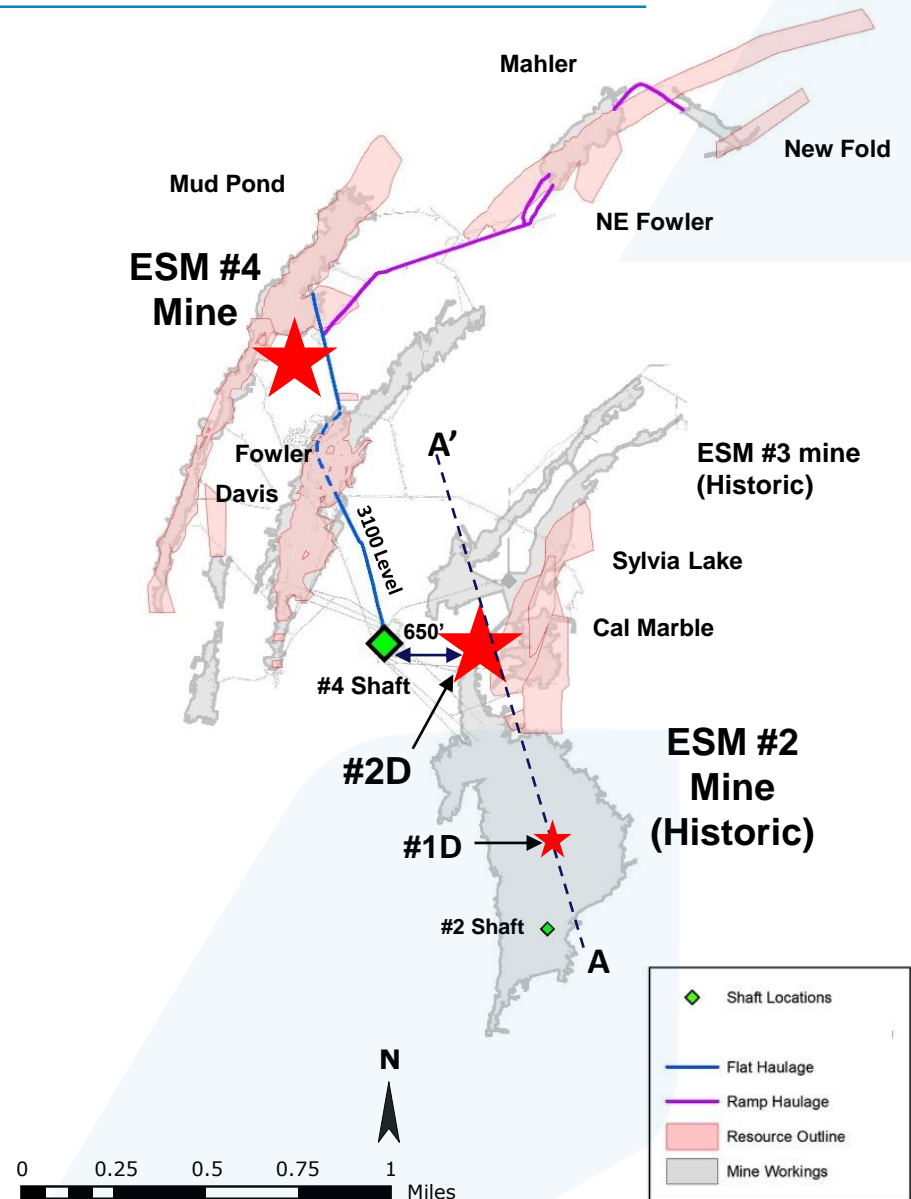 Mahler
New Fold
Mud Pond
NE Fowler
ESM #4
Mine
A'
Fowler
ESM #3 mine
(Historic)
Davis
3100 Level
Sylvia Lake
650'
Cal Marble
#4 Shaft
#2D
ESM #2
Mine
(Historic)
#1D
#2 Shaft
A
N
Shaft Locations
Flat Haulage
Ramp Haulage
Resource Outline
Mine Workings
0 0.25 0.5 0.75 1
Miles